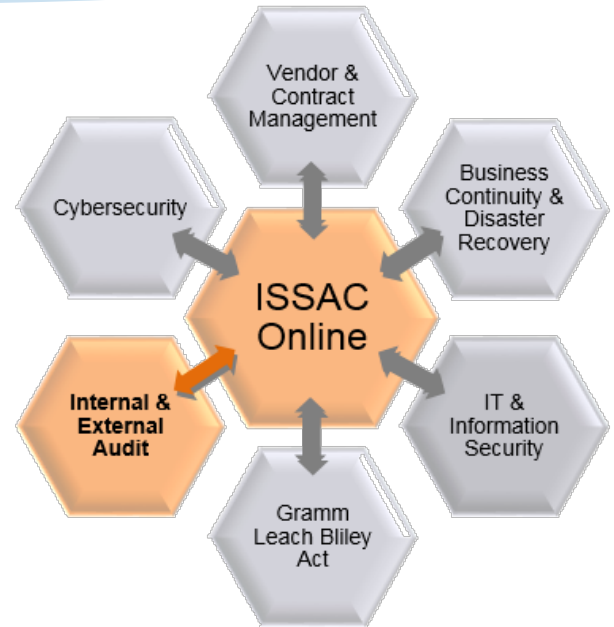 Vendor &
Contract
Management
Cybersecurity
Business
Continuity &
Disaster
Recovery
ISSAC
Online
Internal &
External
Audit
IT &
Information
Security
Gramm
Leach Bliley
Act